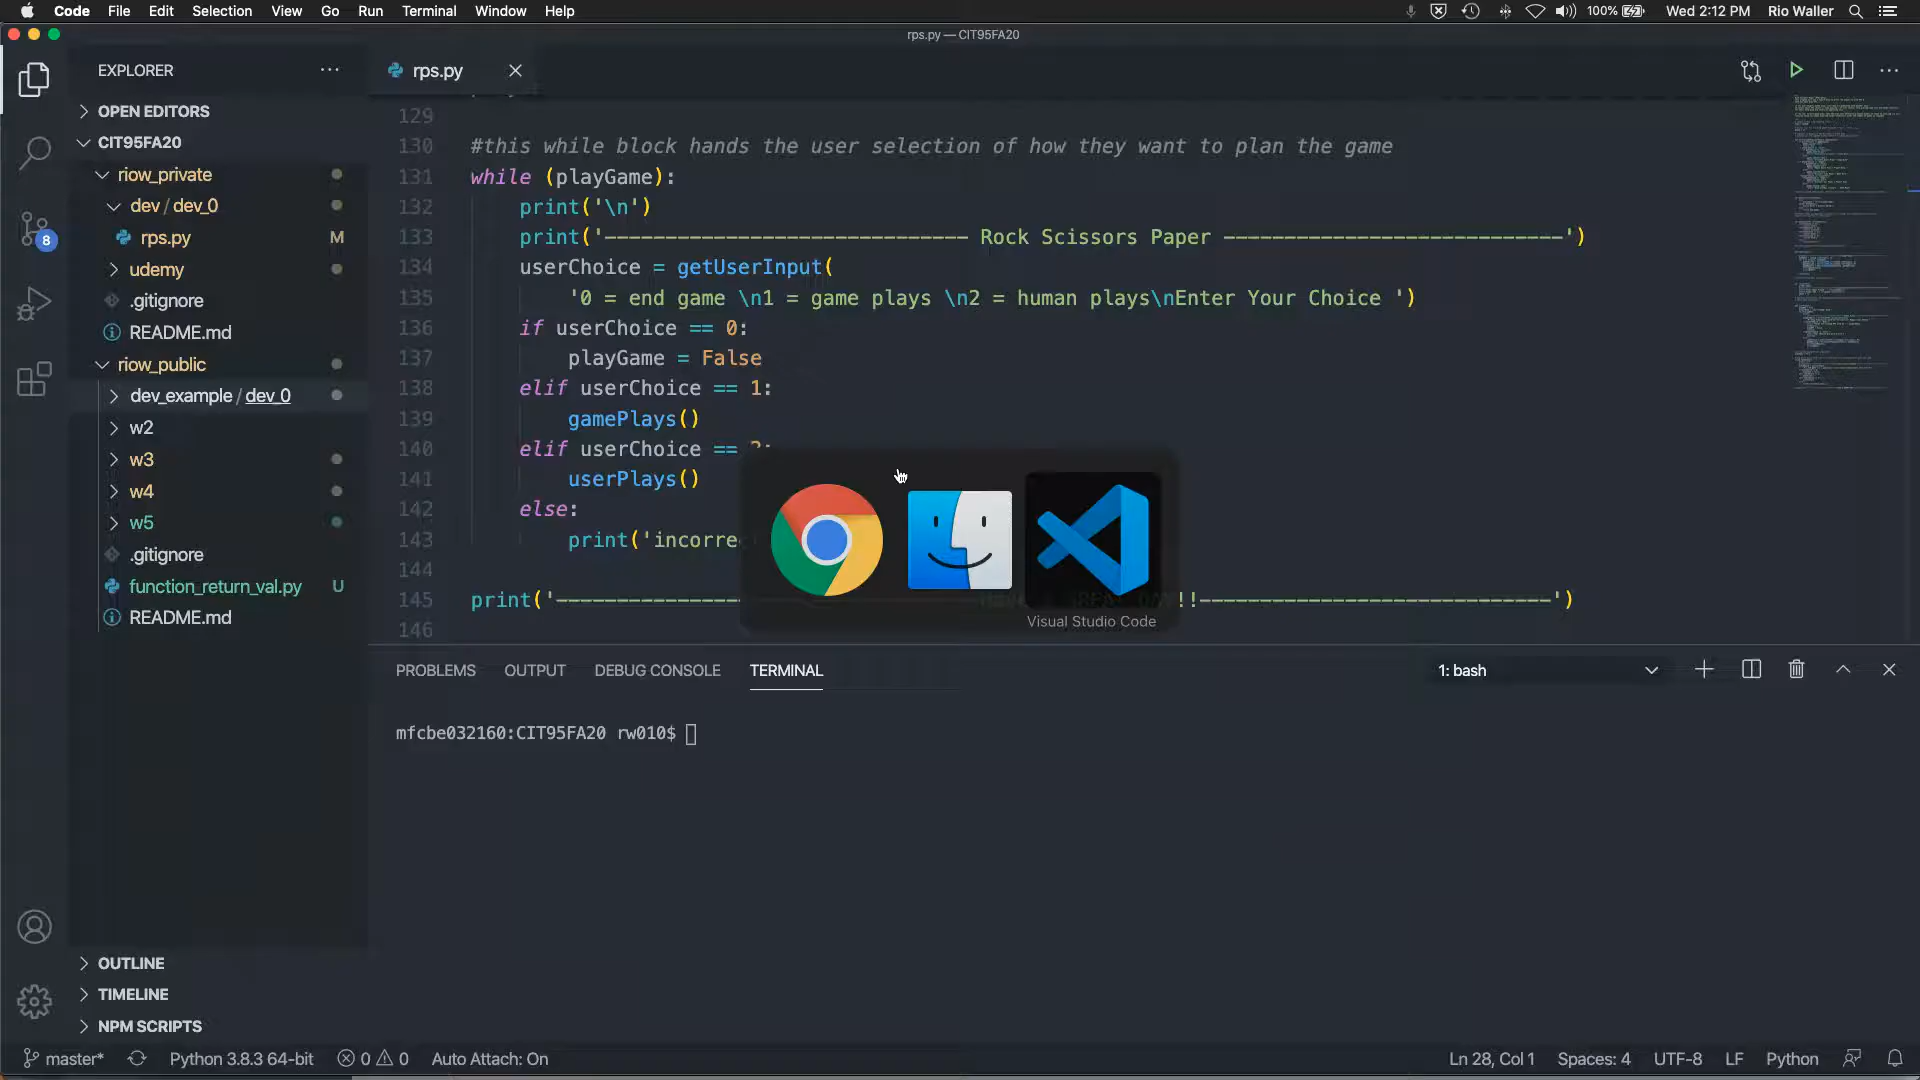 Code File Edit Selection View Go Run Terminal Window Help 100% Wed 2:12 PM Rio Waller
rps.py — CIT95FA20
EXPLORER
OPEN EDITORS
CIT95FA20
riow_private
dev / dev_0
rps.py M
udemy
.gitignore
README.md
riow_public
dev_example / dev_0
w2
w3
w4
w5
.gitignore
function_return_val.py U
README.md
OUTLINE
TIMELINE
NPM SCRIPTS
8
rps.py
129
130 #this while block hands the user selection of how they want to plan the game
131 while (playGame):
132 print('\n')
133 print('------------------------------ Rock Scissors Paper ----------------------------')
134 userChoice = getUserInput(
135 '0 = end game \n1 = game plays \n2 = human plays\nEnter Your Choice ')
136 if userChoice == 0:
137 playGame = False
138 elif userChoice == 1:
139 gamePlays()
140 elif userChoice == 2:
141 userPlays()
142 else:
143 print('incorre
144
145 print('--------------- !!-----------------------------')
146
Visual Studio Code
PROBLEMS OUTPUT DEBUG CONSOLE TERMINAL 1: bash
mfcbe032160:CIT95FA20 rw010$
master* Python 3.8.3 64-bit 0 0 Auto Attach: On Ln 28, Col 1 Spaces: 4 UTF-8 LF Python